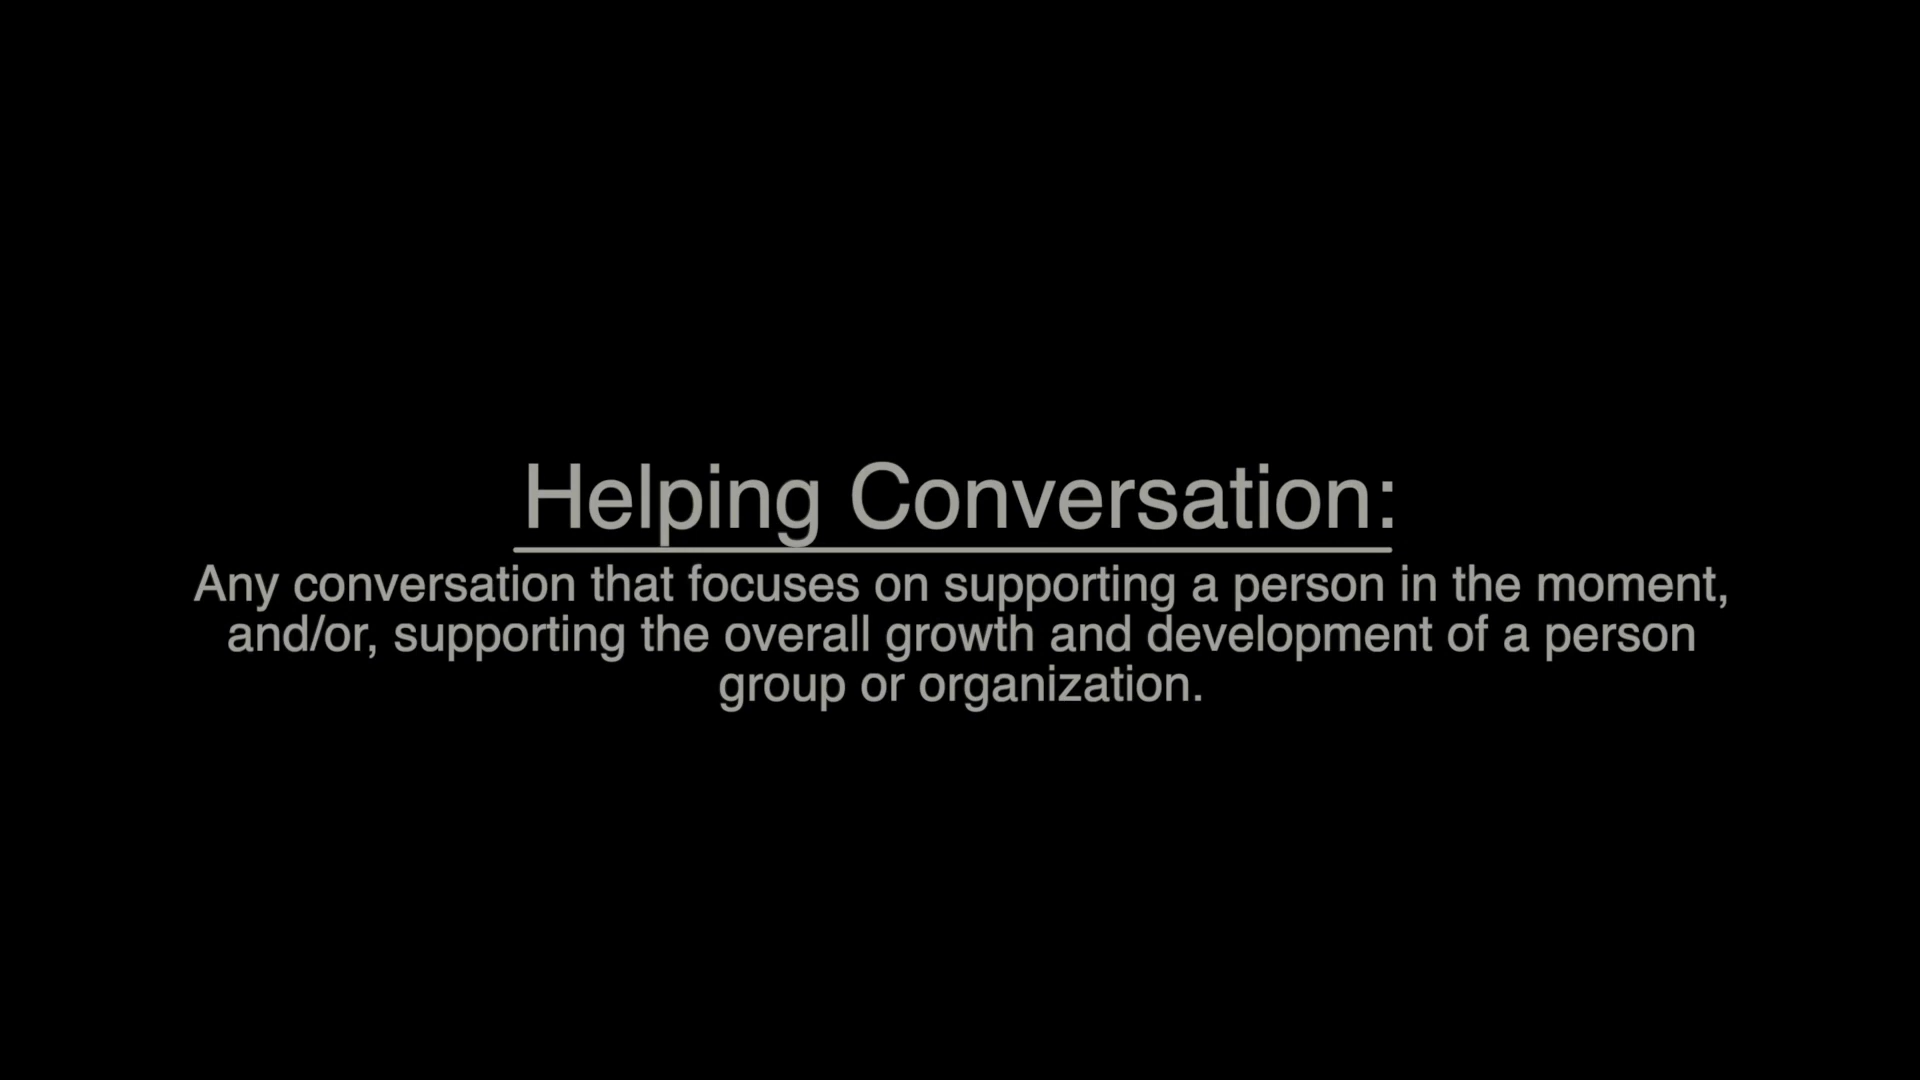 Helping Conversation:
Any conversation that focuses on supporting a person in the moment,
and/or, supporting the overall growth and development of a person
group or organization.